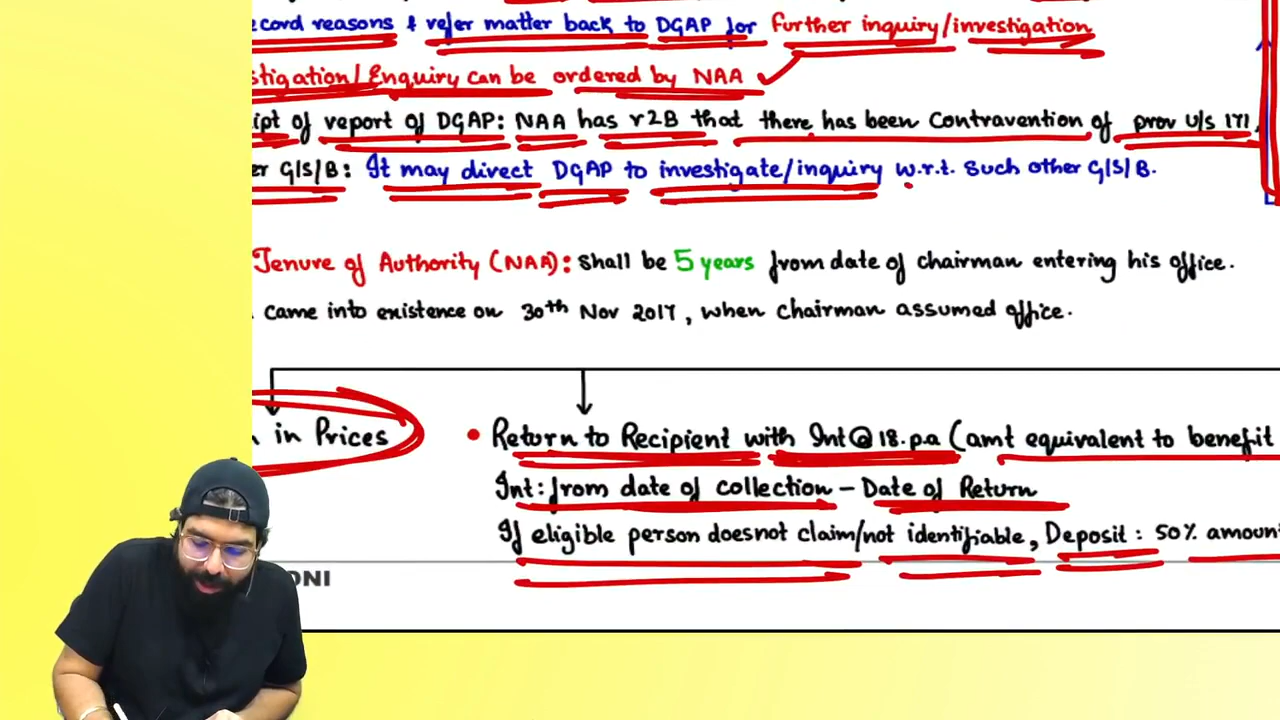 ecord reasons & refer matter back to DGAP for further inquiry/investigation
stigation/Enquiry can be ordered by NAA
ipt of report of DGAP: NAA has r2B that there has been Contravention of prov u/s 171,
er G/S/B: It may direct DGAP to investigate/inquiry w.r.t. Such other G/S/B.
Tenure of Authority (NAA): Shall be 5 years from date of chairman entering his office.
came into existence on 30th Nov 2017, when chairman assumed office.
n in Prices
• Return to Recipient with Int@18.p.a (amt equivalent to benefit
Int: from date of collection – Date of Return
If eligible person doesnot claim/not identifiable, Deposit: 50% amoun
ONI